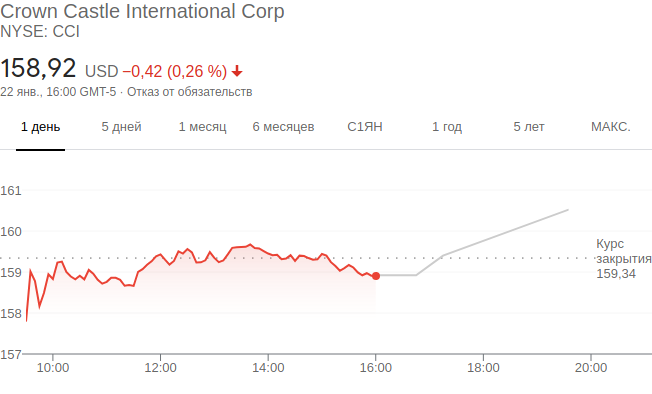 Crown Castle International Corp
NYSE: CCI
158,92 USD −0,42 (0,26 %)
22 янв., 16:00 GMT-5 · Отказ от обязательств
1 день 5 дней 1 месяц 6 месяцев С1ЯН 1 год 5 лет МАКС.
161
160
Курс
закрытия
159
159,34
158
157
10:00 12:00 14:00 16:00 18:00 20:00